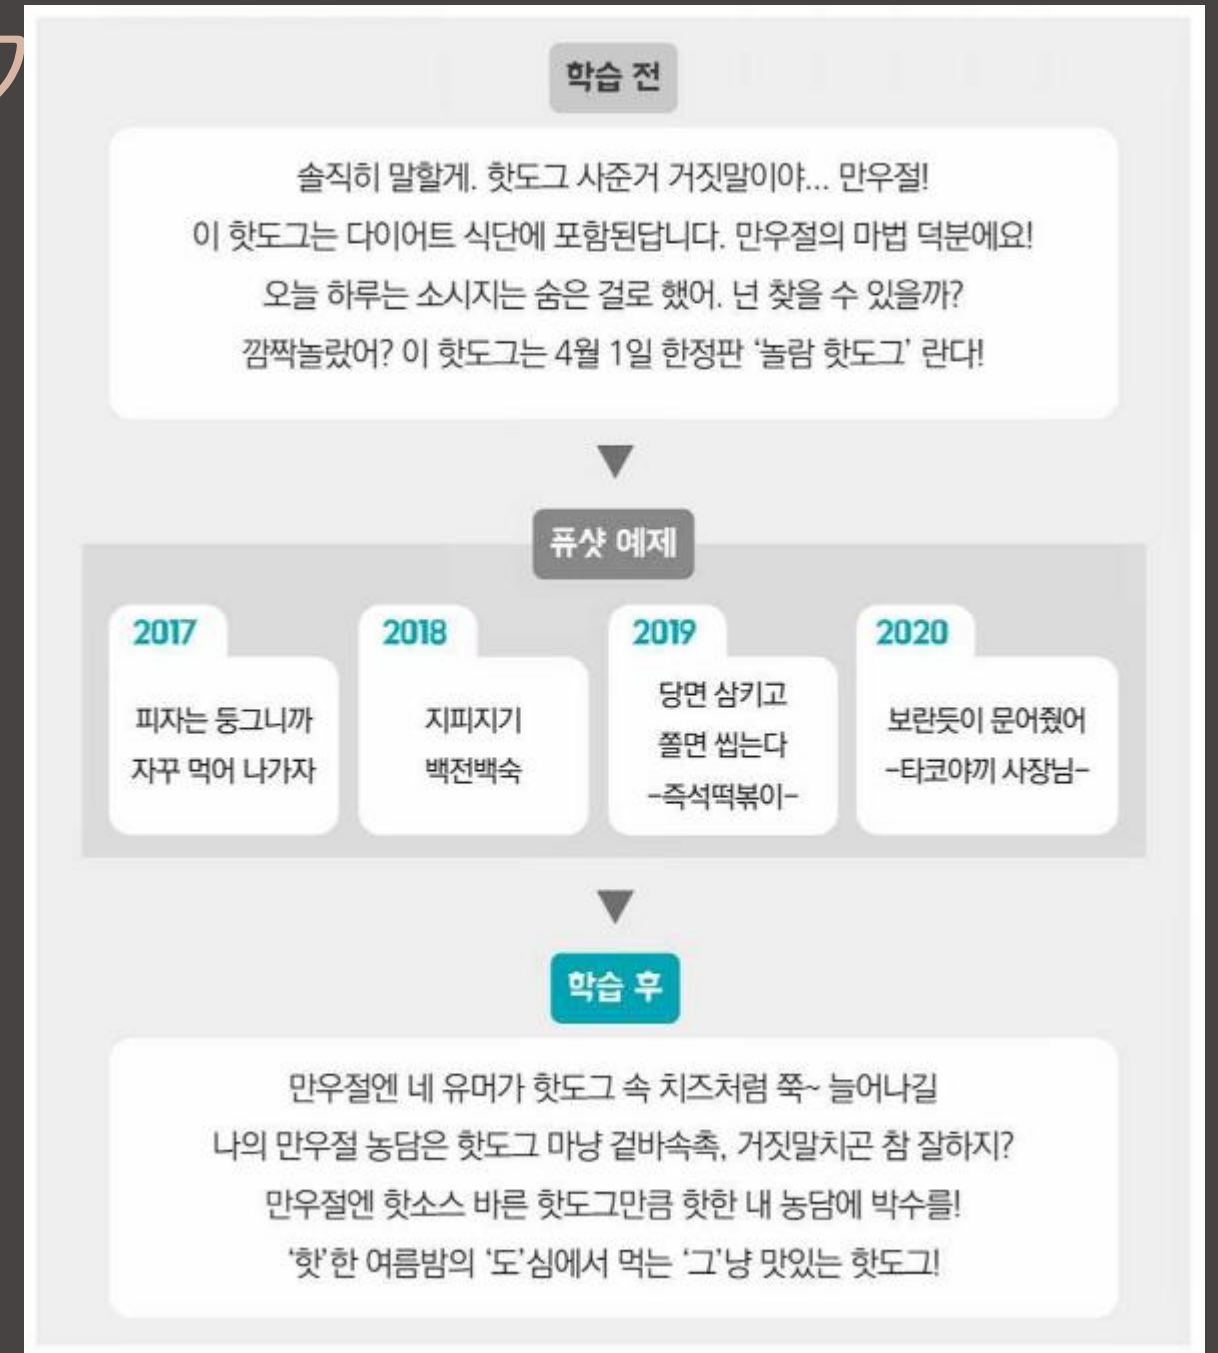 학습 전
솔직히 말할게. 핫도그 사준거 거짓말이야... 만우절!
이 핫도그는 다이어트 식단에 포함된답니다. 만우절의 마법 덕분에요!
오늘 하루는 소시지는 숨은 걸로 했어. 넌 찾을 수 있을까?
깜짝놀랐어? 이 핫도그는 4월 1일 한정판 ‘놀람 핫도그’ 란다!
퓨샷 예제
2017
피자는 둥그니까
자꾸 먹어 나가자
2018
지피지기
백전백숙
2019
당면 삼키고
쫄면 씹는다
-즉석떡볶이-
2020
보란듯이 문어줬어
-타코야끼 사장님-
학습 후
만우절엔 네 유머가 핫도그 속 치즈처럼 쭉~ 늘어나길
나의 만우절 농담은 핫도그 마냥 겉바속촉, 거짓말치곤 참 잘하지?
만우절엔 핫소스 바른 핫도그만큼 핫한 내 농담에 박수를!
‘핫’한 여름밤의 ‘도’심에서 먹는 ‘그’냥 맛있는 핫도그!